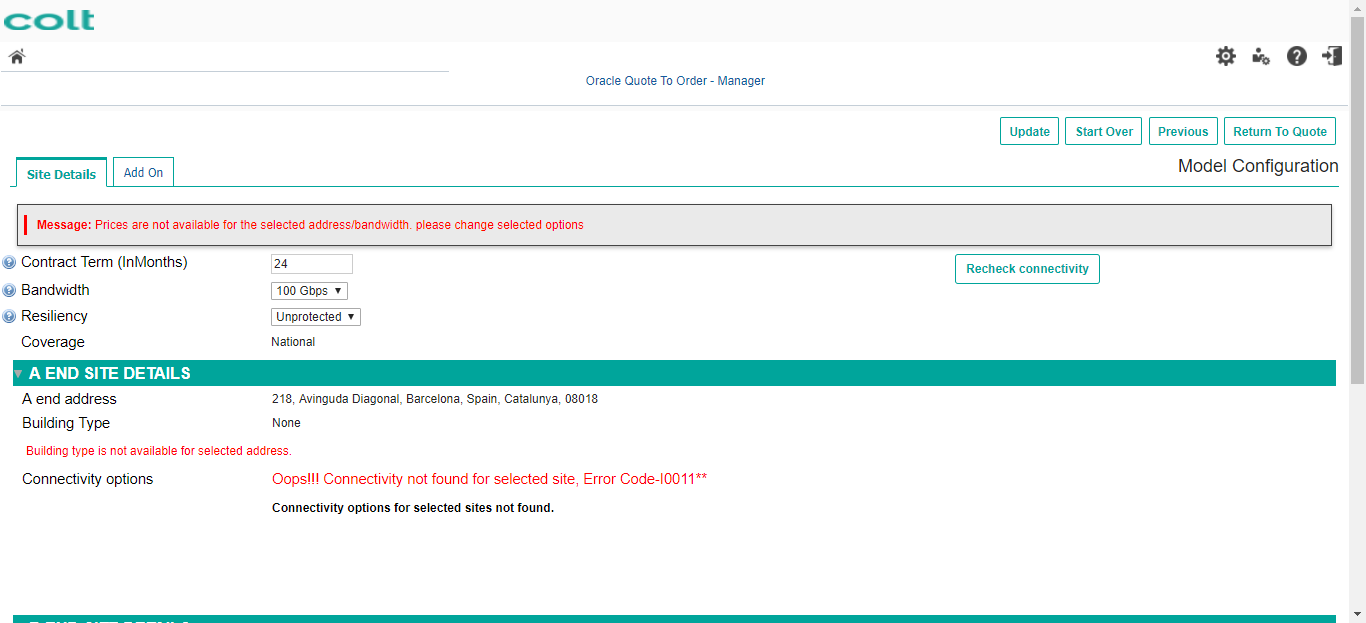 colt
Oracle Quote To Order - Manager
Update Start Over Previous Return To Quote
Site Details Add On Model Configuration
Message: Prices are not available for the selected address/bandwidth. please change selected options
Contract Term (InMonths) 24 Recheck connectivity
Bandwidth 100 Gbps
Resiliency Unprotected
Coverage National
A END SITE DETAILS
A end address 218, Avinguda Diagonal, Barcelona, Spain, Catalunya, 08018
Building Type None
Building type is not available for selected address.
Connectivity options Oops!!! Connectivity not found for selected site, Error Code-I0011**
Connectivity options for selected sites not found.